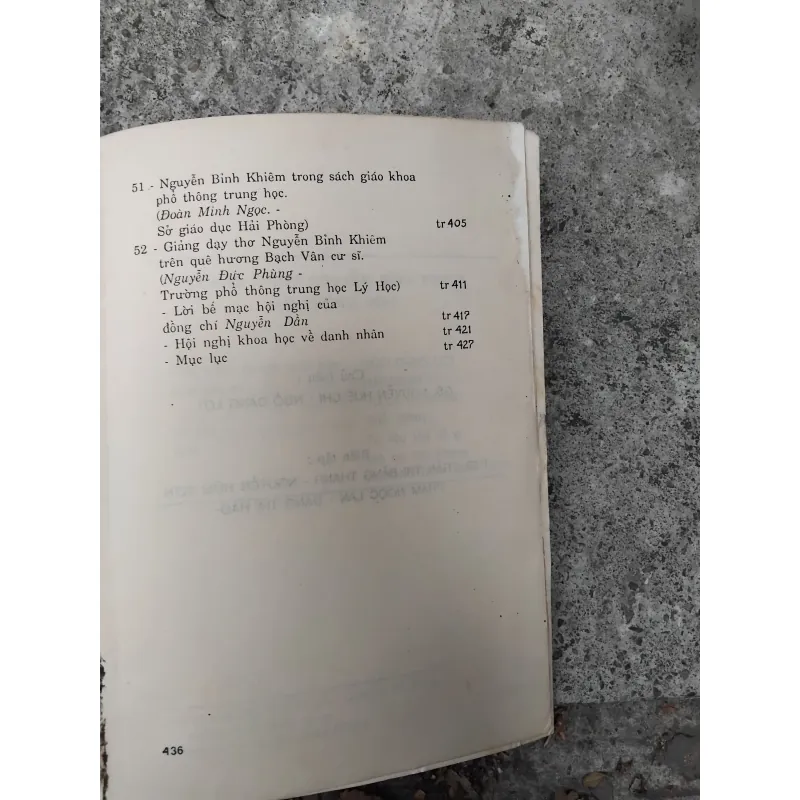 51 - Nguyễn Bỉnh Khiêm trong sách giáo khoa
phổ thông trung học.
(Đoàn Minh Ngọc. -
Sở giáo dục Hải Phòng) tr 405
52 - Giảng dạy thơ Nguyễn Bỉnh Khiêm
trên quê hương Bạch Vân cư sĩ.
(Nguyễn Đức Phùng -
Trường phổ thông trung học Lý Học) tr 411
- Lời bế mạc hội nghị của
đồng chí Nguyễn Dần tr 417
- Hội nghị khoa học về danh nhân tr 421
- Mục lục tr 427
436